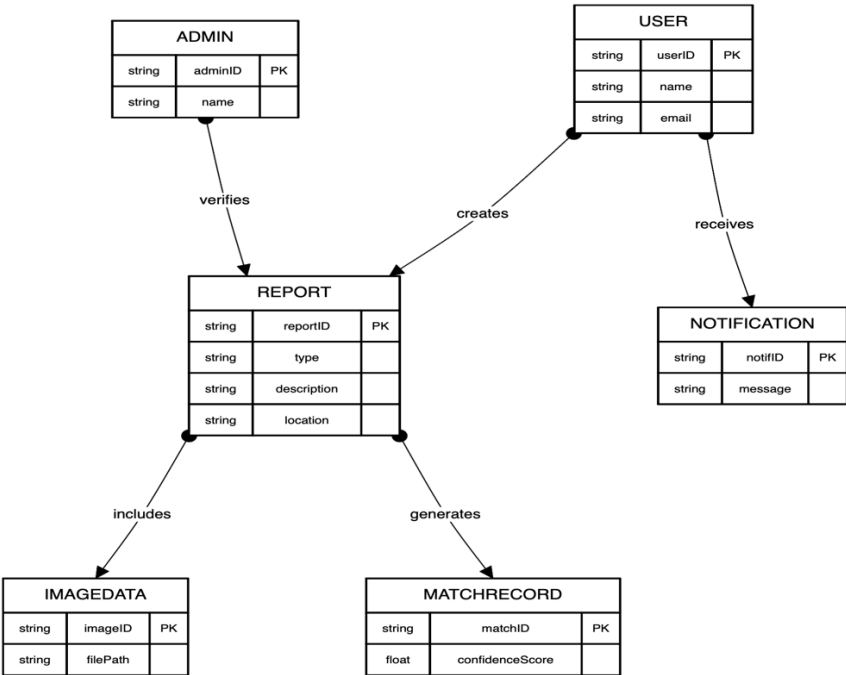 ADMIN
string adminID PK
string name
USER
string userID PK
string name
string email
verifies
creates
receives
REPORT
string reportID PK
string type
string description
string location
NOTIFICATION
string notifID PK
string message
includes
generates
IMAGEDATA
string imageID PK
string filePath
MATCHRECORD
string matchID PK
float confidenceScore